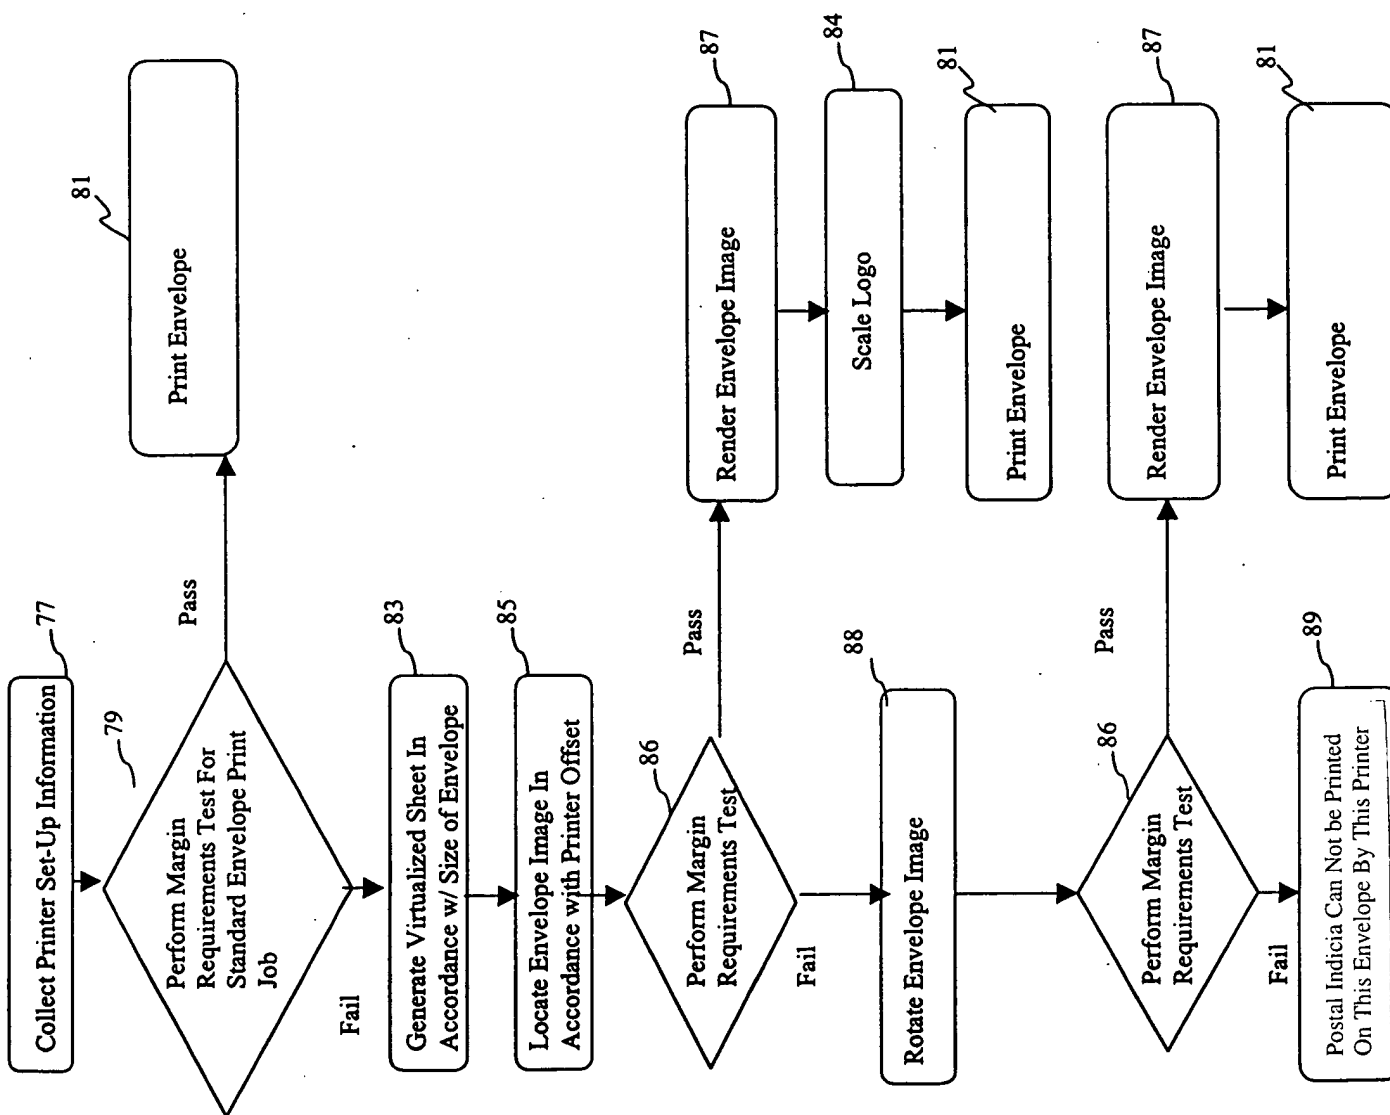 Collect Printer Set-Up Information
77
79
Perform Margin
Requirements Test For
Standard Envelope Print
Job
Pass
81
Print Envelope
Fail
83
Generate Virtualized Sheet In
Accordance w/ Size of Envelope
85
Locate Envelope Image In
Accordance with Printer Offset
86
Perform Margin
Requirements Test
Pass
87
Render Envelope Image
84
Scale Logo
81
Print Envelope
Fail
88
Rotate Envelope Image
86
Perform Margin
Requirements Test
Pass
87
Render Envelope Image
81
Print Envelope
Fail
89
Postal Indicia Can Not be Printed
On This Envelope By This Printer